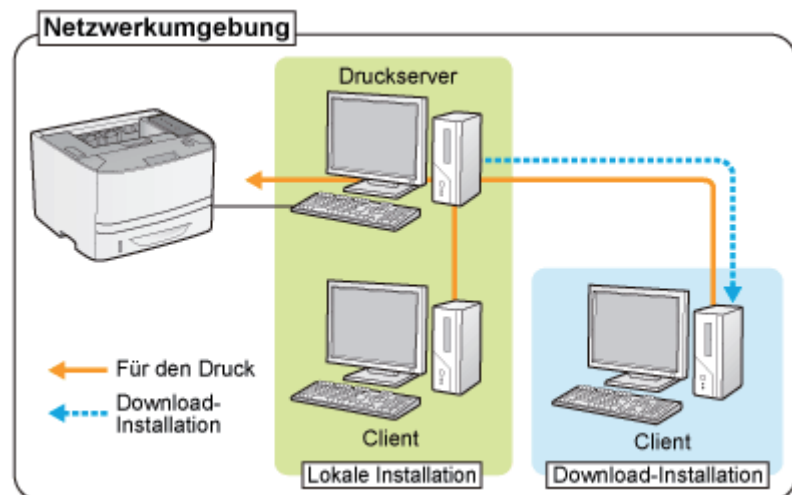 Netzwerkumgebung
Druckserver
Für den Druck
Download-
Installation
Client
Lokale Installation
Client
Download-Installation